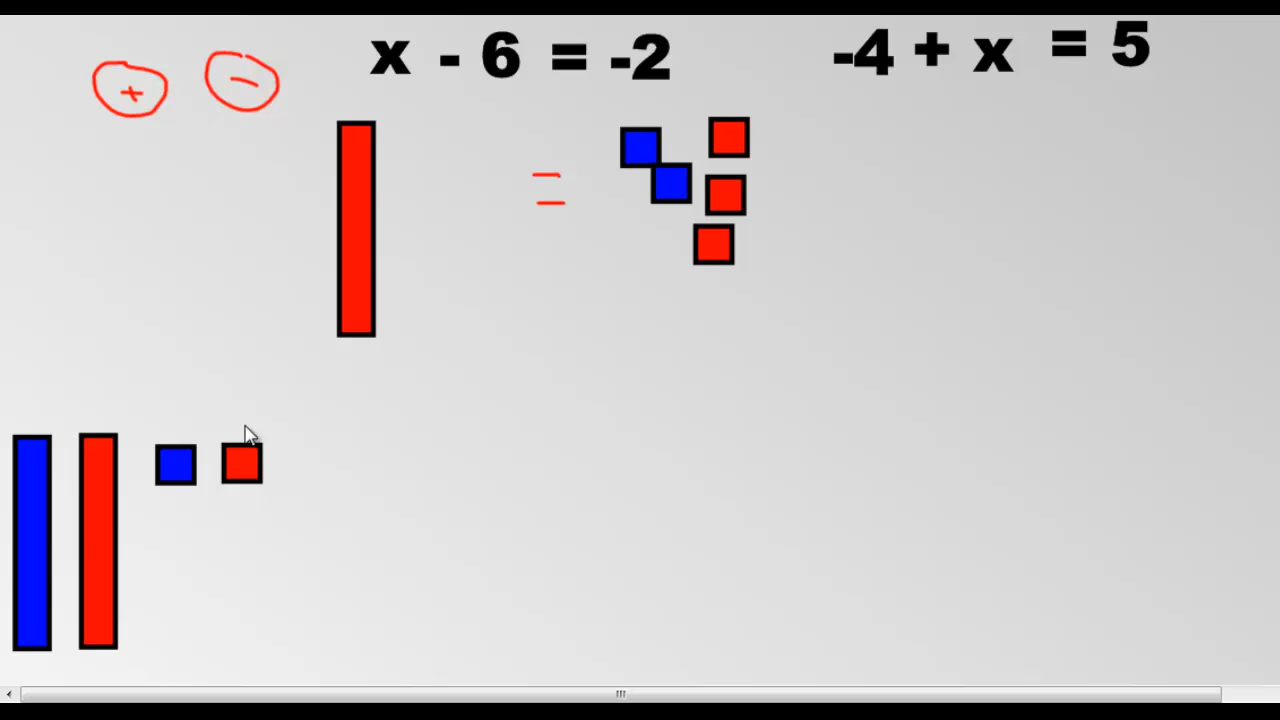 x - 6 = -2
-4 + x = 5
+ -
=